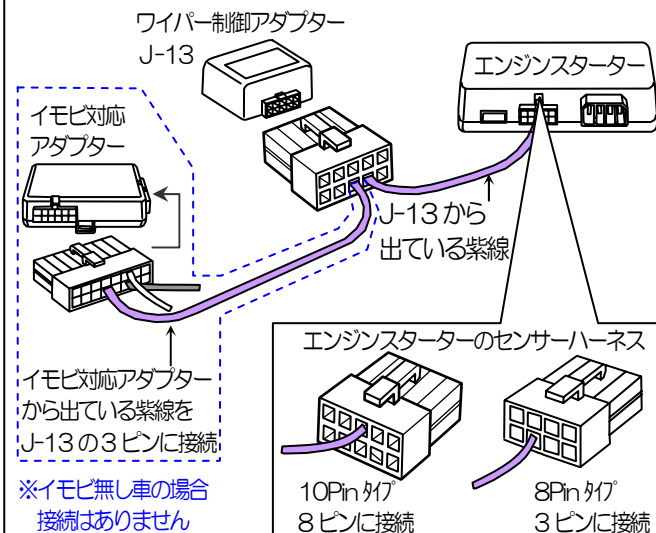 ワイパー制御アダプター
J-13
エンジンスターター
イモビ対応
アダプター
J-13から
出ている紫線
イモビ対応アダプター
から出ている紫線を
J-13の3ピンに接続
※イモビ無し車の場合
接続はありません
エンジンスターターのセンサーハーネス
10Pinﾀｲﾌﾟ
8ピンに接続
8Pinﾀｲﾌﾟ
3ピンに接続